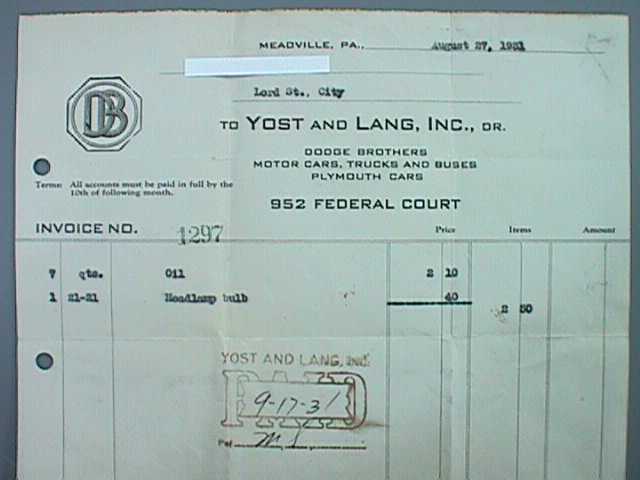 MEADVILLE, PA., August 27, 1931
Lord St., City
DB
TO YOST AND LANG, INC., DR.
DODGE BROTHERS
MOTOR CARS, TRUCKS AND BUSES
PLYMOUTH CARS
Terms: All accounts must be paid in full by the
10th of following month.
952 FEDERAL COURT
INVOICE NO. 1297 Price Items Amount
7 qts. Oil 2 10
1 21-21 Headlamp bulb 40
2 50
YOST AND LANG, INC.
PAID
9-17-31
Per